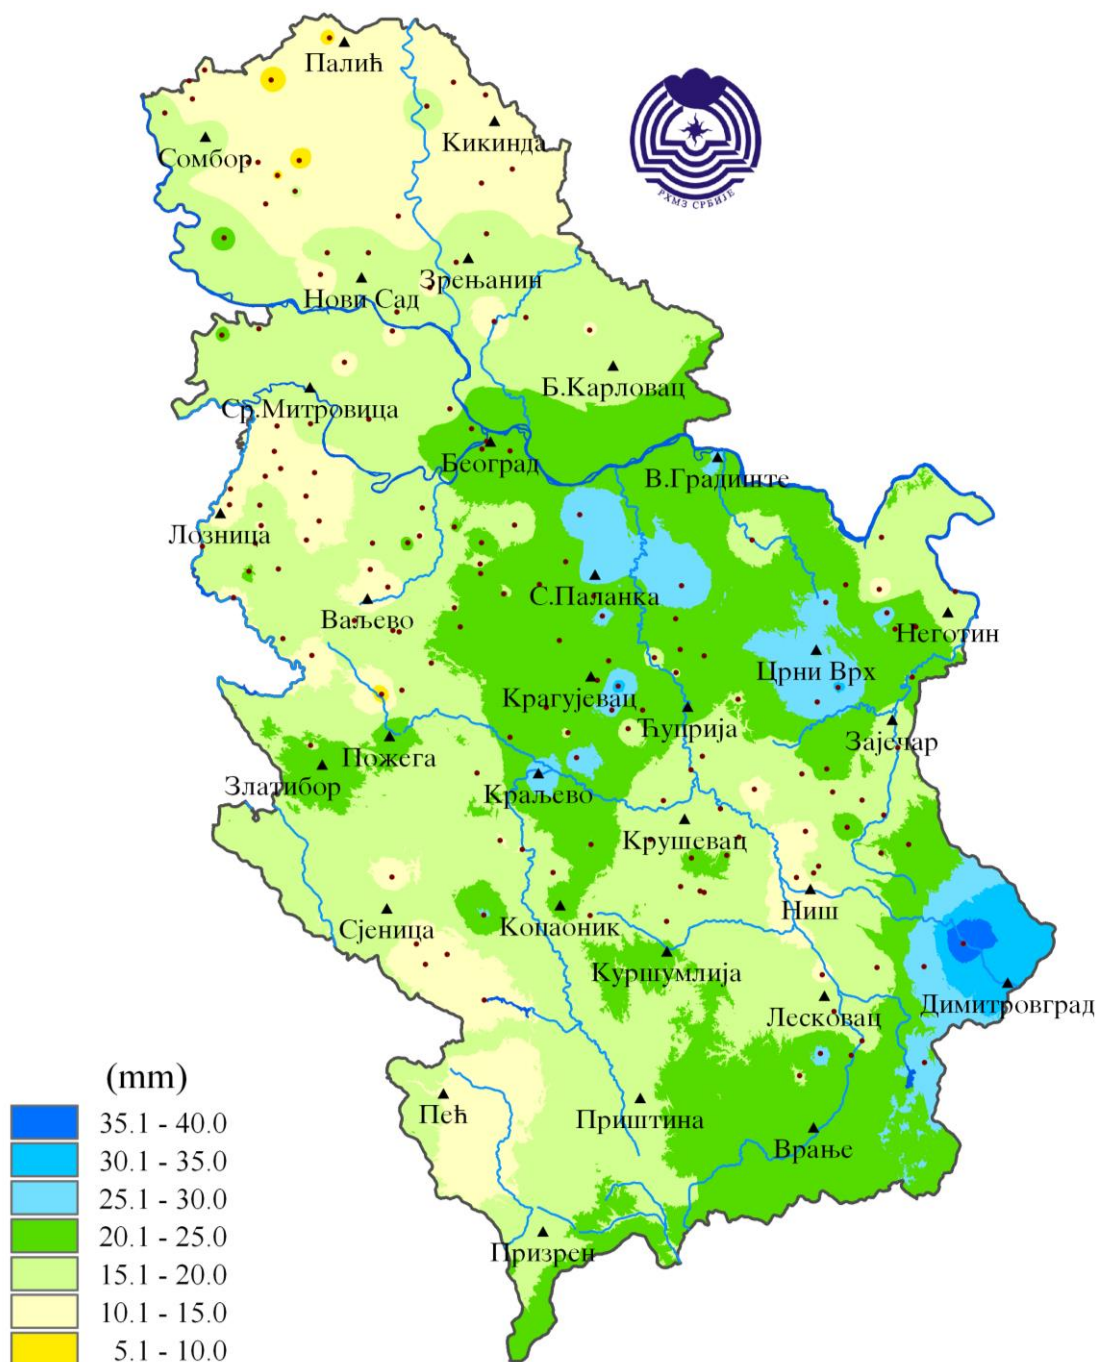 Палић
Кикинда
Сомбор
РХМЗ СРБИЈЕ
Зрењанин
Нови Сад
Б.Карловац
Ср.Митровица
Београд
В.Градиште
Лозница
С.Паланка
Ваљево
Неготин
Црни Врх
Крагујевац
Ћуприја
Зајечар
Пожега
Златибор
Краљево
Крушевац
Ниш
Сјеница
Копаоник
Куршумлија
Димитровград
Лесковац
(mm)
Пећ
Приштина
Врање
35.1 - 40.0
30.1 - 35.0
25.1 - 30.0
20.1 - 25.0
Призрен
15.1 - 20.0
10.1 - 15.0
5.1 - 10.0